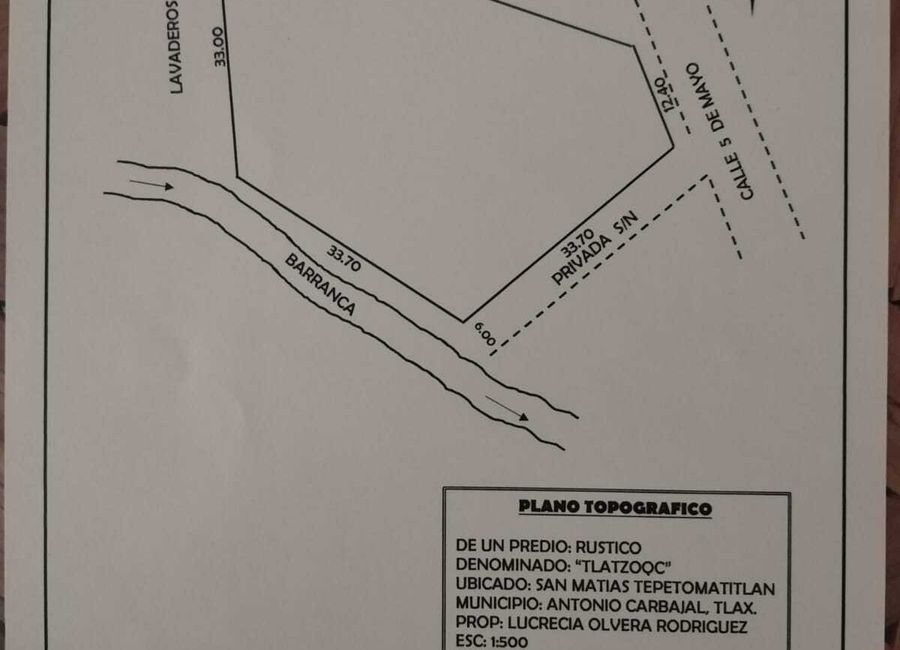 LAVADEROS
33.00
12.40
CALLE 5 DE MAYO
33.70
BARRANCA
33.70
PRIVADA S/N
6.00
PLANO TOPOGRAFICO
DE UN PREDIO: RUSTICO
DENOMINADO: “TLATZOQC”
UBICADO: SAN MATIAS TEPETOMATITLAN
MUNICIPIO: ANTONIO CARBAJAL, TLAX.
PROP: LUCRECIA OLVERA RODRIGUEZ
ESC: 1:500